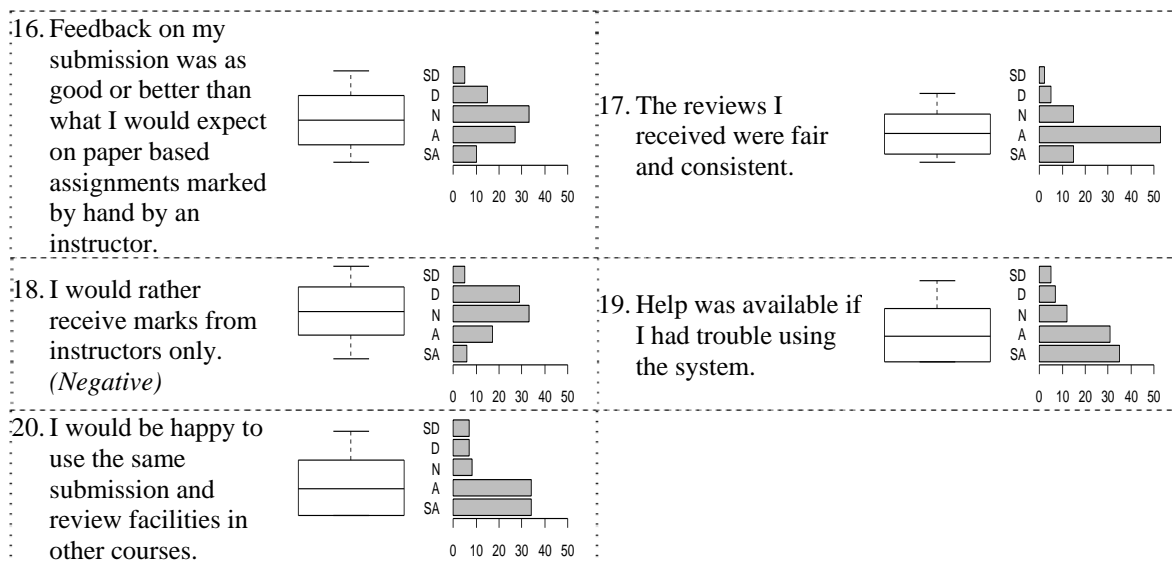 16. Feedback on my
submission was as
good or better than
what I would expect
on paper based
assignments marked
by hand by an
instructor.
SD
D
N
A
SA
0 10 20 30 40 50
17. The reviews I
received were fair
and consistent.
SD
D
N
A
SA
0 10 20 30 40 50
18. I would rather
receive marks from
instructors only.
(Negative)
SD
D
N
A
SA
0 10 20 30 40 50
19. Help was available if
I had trouble using
the system.
SD
D
N
A
SA
0 10 20 30 40 50
20. I would be happy to
use the same
submission and
review facilities in
other courses.
SD
D
N
A
SA
0 10 20 30 40 50